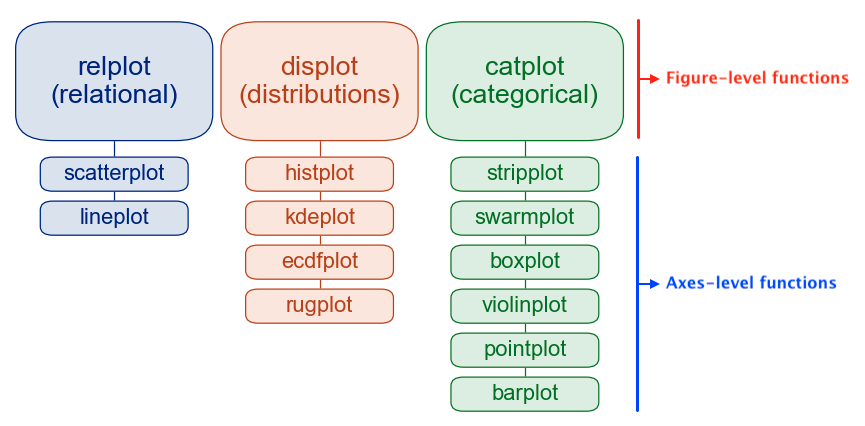 relplot
(relational)
displot
(distributions)
catplot
(categorical)
Figure-level functions
scatterplot
lineplot
histplot
kdeplot
ecdfplot
rugplot
stripplot
swarmplot
boxplot
violinplot
pointplot
barplot
Axes-level functions